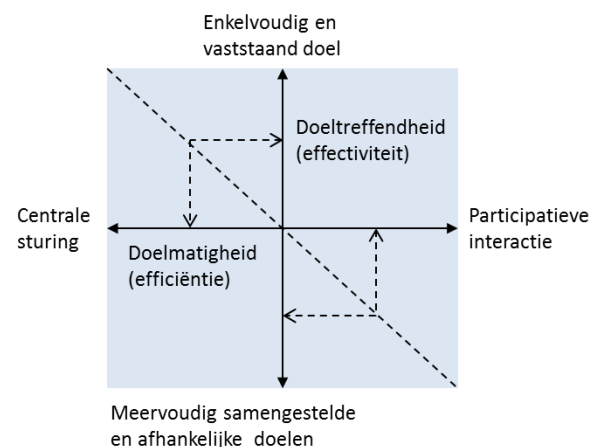 Enkelvoudig en
vaststaand doel
Doeltreffendheid
(effectiviteit)
Centrale
sturing
Participatieve
interactie
Doelmatigheid
(efficiëntie)
Meervoudig samengestelde
en afhankelijke doelen